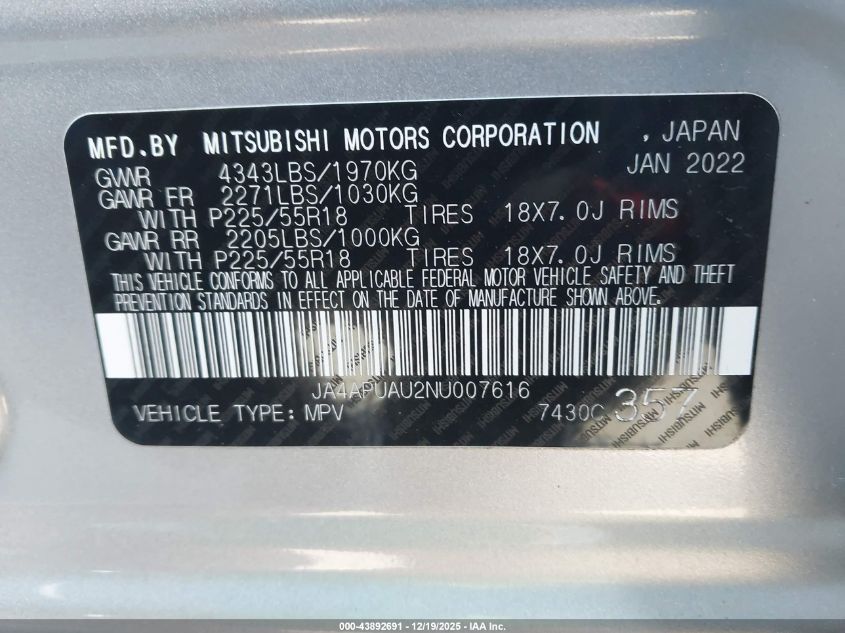 MFD.BY MITSUBISHI MOTORS CORPORATION , JAPAN
JAN 2022
GVWR 4343LBS/1970KG
GAWR FR 2271LBS/1030KG
WITH P225/55R18 TIRES 18X7.0J RIMS
GAWR RR 2205LBS/1000KG
WITH P225/55R18 TIRES 18X7.0J RIMS
THIS VEHICLE CONFORMS TO ALL APPLICABLE FEDERAL MOTOR VEHICLE SAFETY AND THEFT
PREVENTION STANDARDS IN EFFECT ON THE DATE OF MANUFACTURE SHOWN ABOVE.
JA4APUAU2NU007616
VEHICLE TYPE: MPV 7430C 357
000-43892691 - 12/19/2025 - IAA Inc.